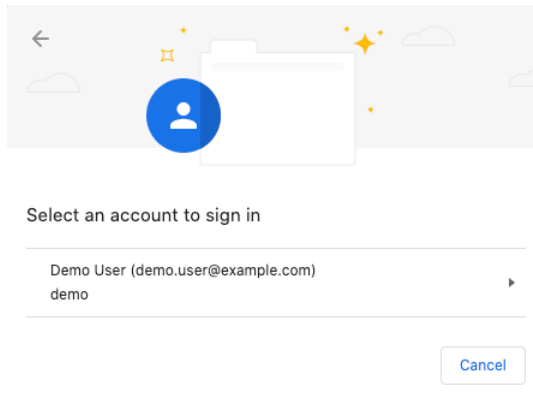 Select an account to sign in
Demo User (demo.user@example.com)
demo
Cancel